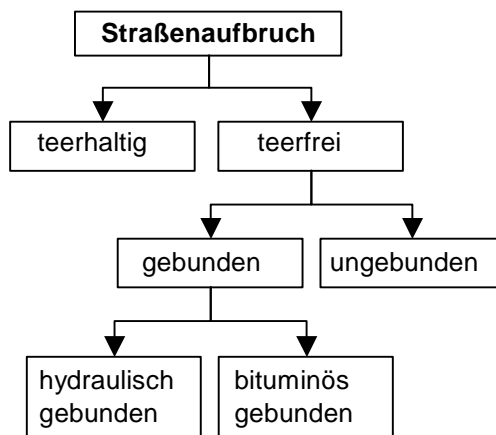 Straßenaufbruch
teerhaltig
teerfrei
gebunden
ungebunden
hydraulisch
gebunden
bituminös
gebunden